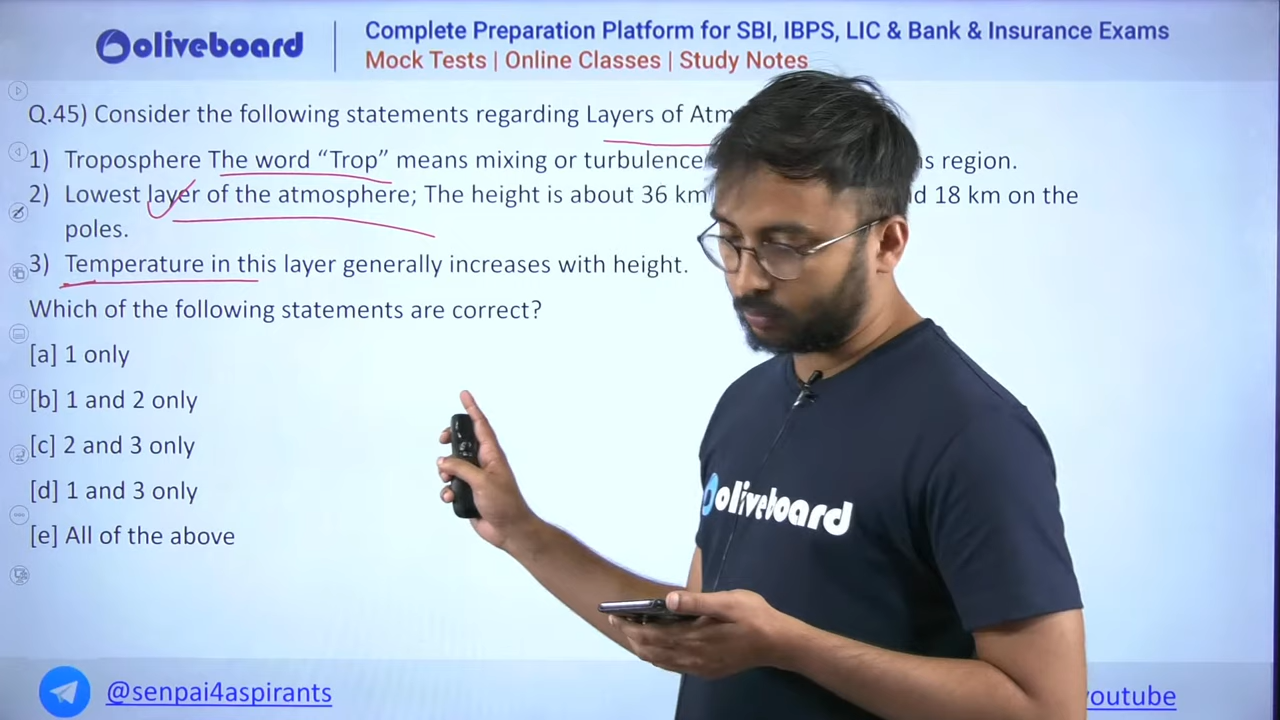 oliveboard
Complete Preparation Platform for SBI, IBPS, LIC & Bank & Insurance Exams
Mock Tests | Online Classes | Study Notes
Q.45) Consider the following statements regarding Layers of
1) Troposphere The word “Trop” means mixing or turbulence region.
2) Lowest layer of the atmosphere; The height is about 36 km 18 km on the
poles.
3) Temperature in this layer generally increases with height.
Which of the following statements are correct?
[a] 1 only
[b] 1 and 2 only
[c] 2 and 3 only
[d] 1 and 3 only
[e] All of the above
oliveboard
@senpai4aspirants